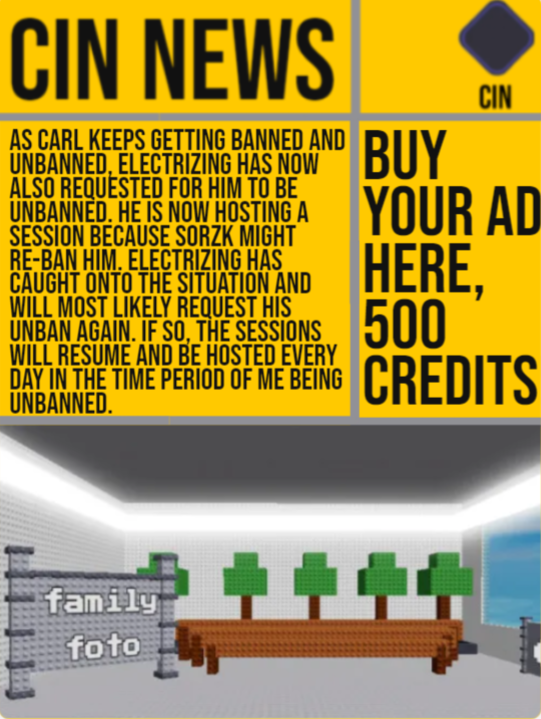 CIN NEWS
CIN
AS CARL KEEPS GETTING BANNED AND
UNBANNED, ELECTRIZING HAS NOW
ALSO REQUESTED FOR HIM TO BE
UNBANNED. HE IS NOW HOSTING A
SESSION BECAUSE SORZK MIGHT
RE-BAN HIM. ELECTRIZING HAS
CAUGHT ONTO THE SITUATION AND
WILL MOST LIKELY REQUEST HIS
UNBAN AGAIN. IF SO, THE SESSIONS
WILL RESUME AND BE HOSTED EVERY
DAY IN THE TIME PERIOD OF ME BEING
UNBANNED.
BUY
YOUR AD
HERE,
500
CREDITS
family
foto